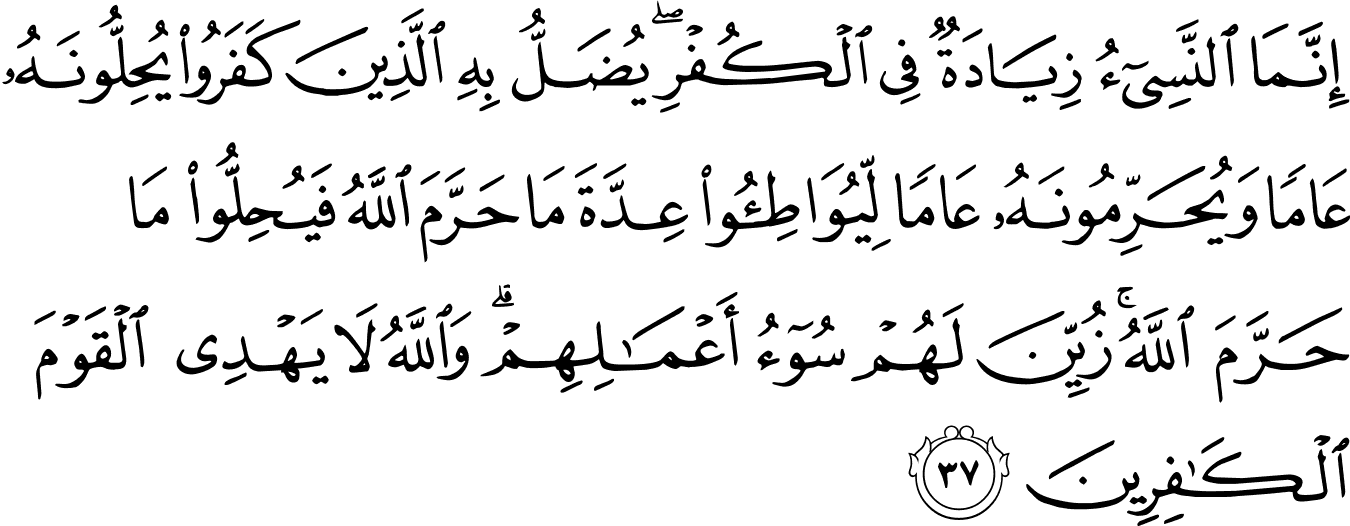 إِنَّمَا ٱلنَّسِىٓءُ زِيَادَةٌ فِى ٱلْكُفْرِ ۖ يُضَلُّ بِهِ ٱلَّذِينَ كَفَرُوا۟ يُحِلُّونَهُۥ
عَامًا وَيُحَرِّمُونَهُۥ عَامًا لِّيُوَاطِـُٔوا۟ عِدَّةَ مَا حَرَّمَ ٱللَّهُ فَيُحِلُّوا۟ مَا
حَرَّمَ ٱللَّهُ ۚ زُيِّنَ لَهُمْ سُوٓءُ أَعْمَـٰلِهِمْ ۗ وَٱللَّهُ لَا يَهْدِى ٱلْقَوْمَ
ٱلْكَـٰفِرِينَ ٣٧